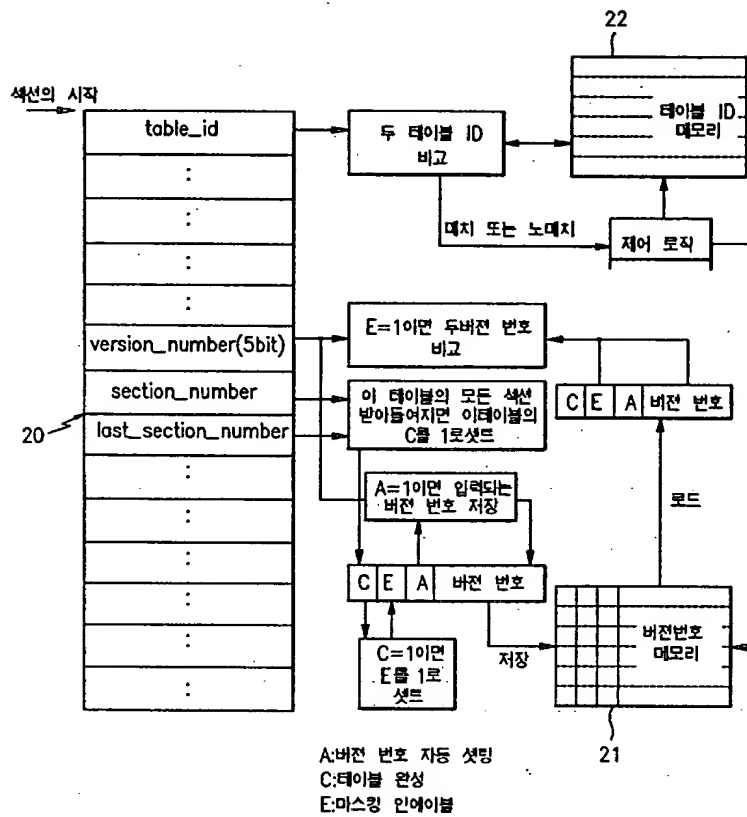 22
섹션의 시작
table_id
두 테이블 ID
비교
테이블 ID
메모리
매치 또는 노매치
제어 로직
version_number(5bit)
E=1이면 두버젼 번호
비교
section_number
이 테이블의 모든 섹션
받아들여지면 이테이블의
C를 1로셋트
C E A 버젼 번호
20
last_section_number
A=1이면 입력되는
버젼 번호 저장
로드
C E A 버젼 번호
C=1이면
E를 1로
셋트
저장
버젼번호
메모리
21
A:버젼 번호 자동 셋팅
C:테이블 완성
E:마스킹 인에이블